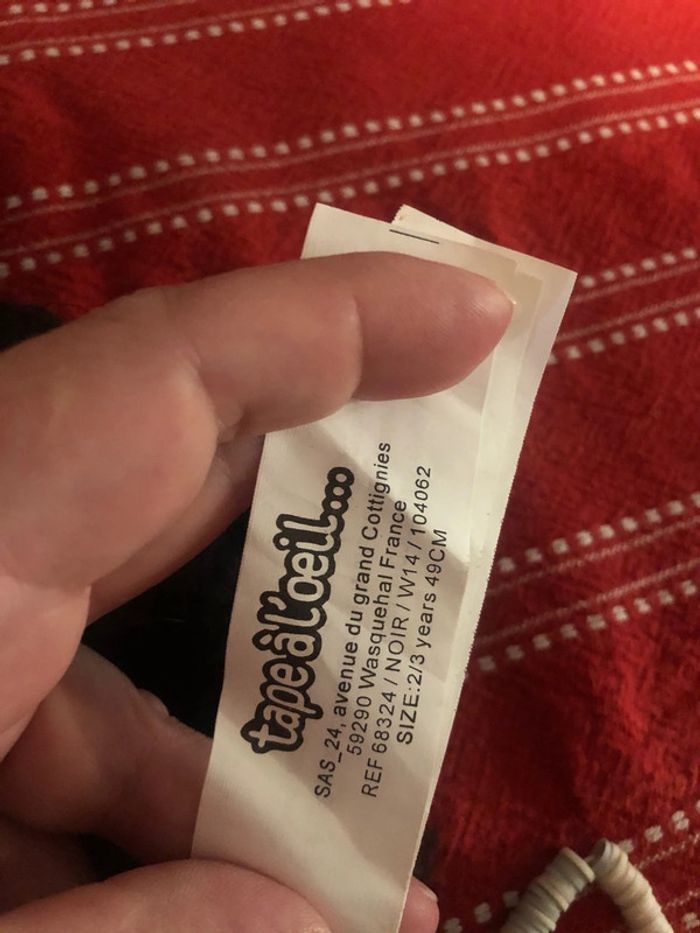 tape à l'oeil....
SAS_24, avenue du grand Cottignies
59290 Wasquehal France
REF 68324 / NOIR / W14 / 104062
SIZE:2/3 years 49CM